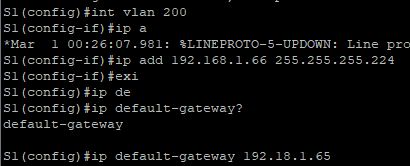 S1(config)#int vlan 200
S1(config-if)#ip a
*Mar  1 00:26:07.981: %LINEPROTO-5-UPDOWN: Line pro
S1(config-if)#ip add 192.168.1.66 255.255.255.224
S1(config-if)#exi
S1(config)#ip de
S1(config)#ip default-gateway?
default-gateway

S1(config)#ip default-gateway 192.18.1.65